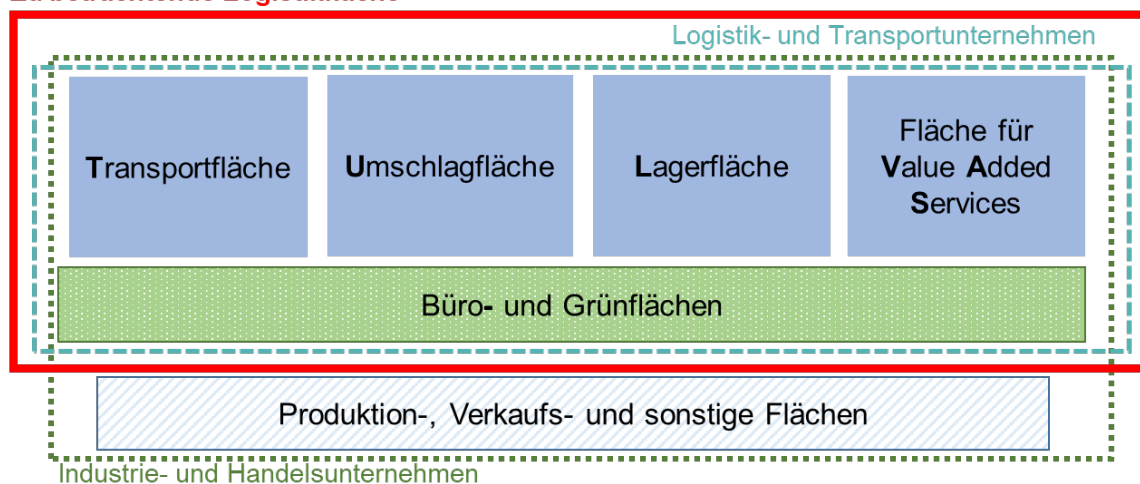 Logistik- und Transportunternehmen
Transportfläche
Umschlagfläche
Lagerfläche
Fläche für
Value Added
Services
Büro- und Grünflächen
Produktion-, Verkaufs- und sonstige Flächen
Industrie- und Handelsunternehmen